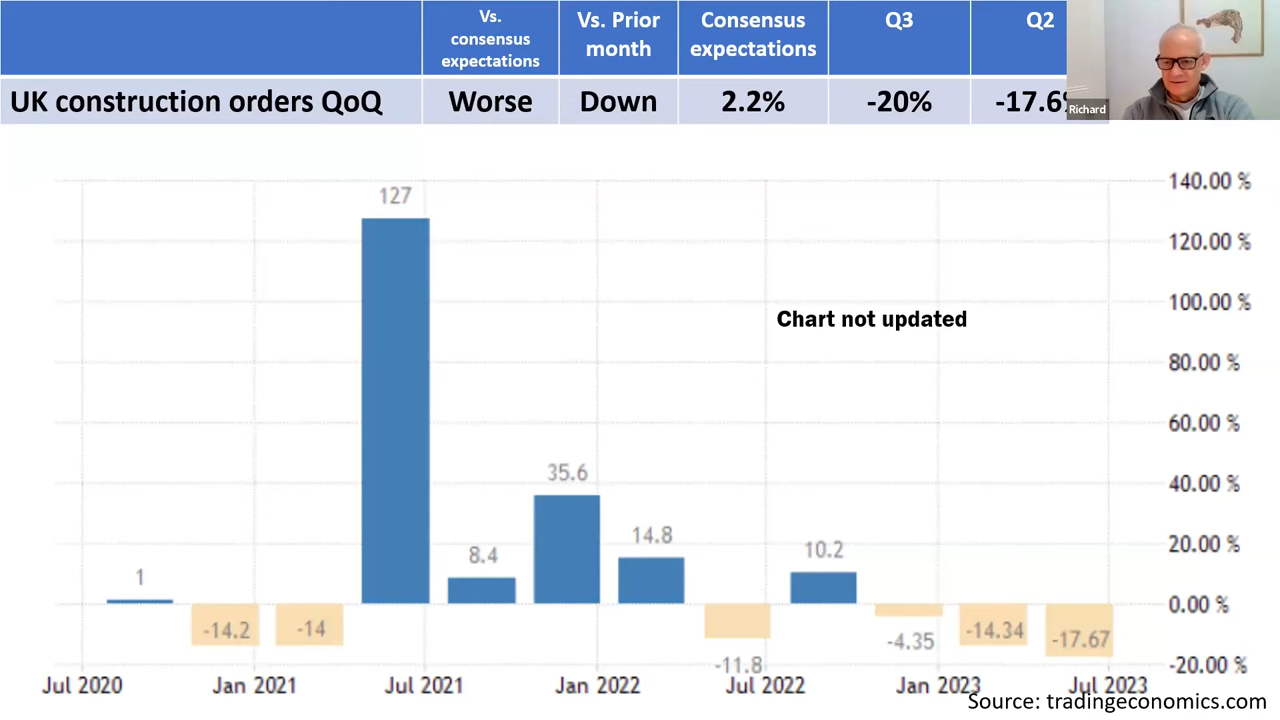 Vs. consensus expectations
Vs. Prior month
Consensus expectations
Q3
Q2
UK construction orders QoQ
Worse
Down
2.2%
-20%
-17.6
Richard
140.00 %
127
120.00 %
100.00 %
Chart not updated
80.00 %
60.00 %
40.00 %
35.6
20.00 %
14.8
10.2
8.4
1
0.00 %
-14.2
-14
-11.8
-4.35
-14.34
-17.67
-20.00 %
Jul 2020
Jan 2021
Jul 2021
Jan 2022
Jul 2022
Jan 2023
Jul 2023
Source: tradingeconomics.com